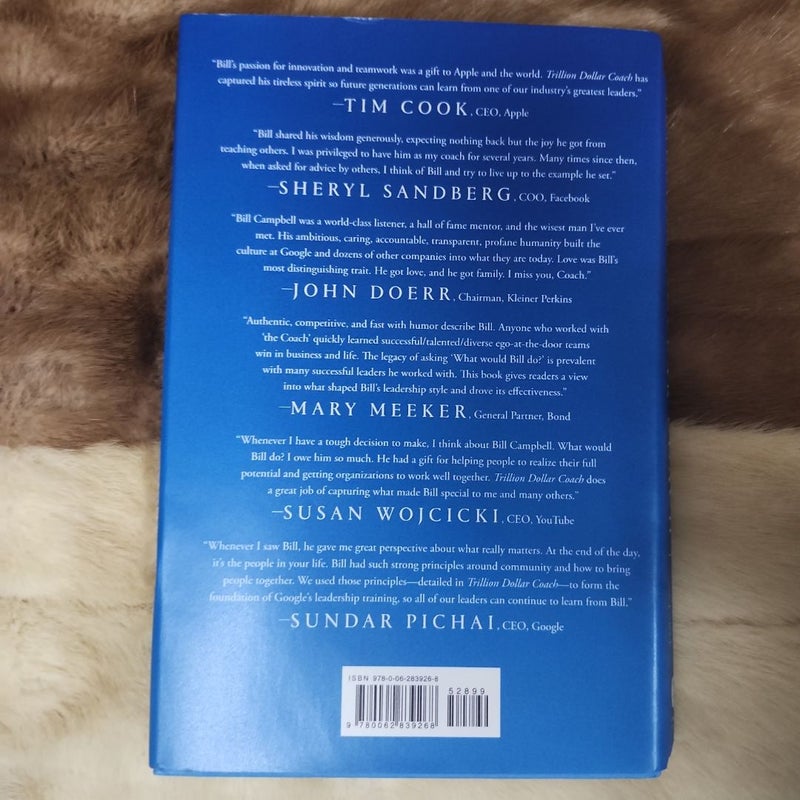 “Bill’s passion for innovation and teamwork was a gift to Apple and the world. Trillion Dollar Coach has
captured his tireless spirit so future generations can learn from one of our industry’s greatest leaders.”
—TIM COOK, CEO, Apple
“Bill shared his wisdom generously, expecting nothing back but the joy he got from
teaching others. I was privileged to have him as my coach for several years. Many times since then,
when asked for advice by others, I think of Bill and try to live up to the example he set.”
—SHERYL SANDBERG, COO, Facebook
“Bill Campbell was a world-class listener, a hall of fame mentor, and the wisest man I’ve ever
met. His ambitious, caring, accountable, transparent, profane humanity built the
culture at Google and dozens of other companies into what they are today. Love was Bill’s
most distinguishing trait. He got love, and he got family. I miss you, Coach.”
—JOHN DOERR, Chairman, Kleiner Perkins
“Authentic, competitive, and fast with humor describe Bill. Anyone who worked with
‘the Coach’ quickly learned successful/talented/diverse ego-at-the-door teams
win in business and life. The legacy of asking ‘What would Bill do?’ is prevalent
with many successful leaders he worked with. This book gives readers a view
into what shaped Bill’s leadership style and drove its effectiveness.”
—MARY MEEKER, General Partner, Bond
“Whenever I have a tough decision to make, I think about Bill Campbell. What would
Bill do? I owe him so much. He had a gift for helping people to realize their full
potential and getting organizations to work well together. Trillion Dollar Coach does
a great job of capturing what made Bill special to me and many others.”
—SUSAN WOJCICKI, CEO, YouTube
“Whenever I saw Bill, he gave me great perspective about what really matters. At the end of the day,
it’s the people in your life. Bill had such strong principles around community and how to bring
people together. We used those principles—detailed in Trillion Dollar Coach—to form the
foundation of Google’s leadership training, so all of our leaders can continue to learn from Bill.”
—SUNDAR PICHAI, CEO, Google
ISBN 978-0-06-283926-8
52899
9 780062 839268